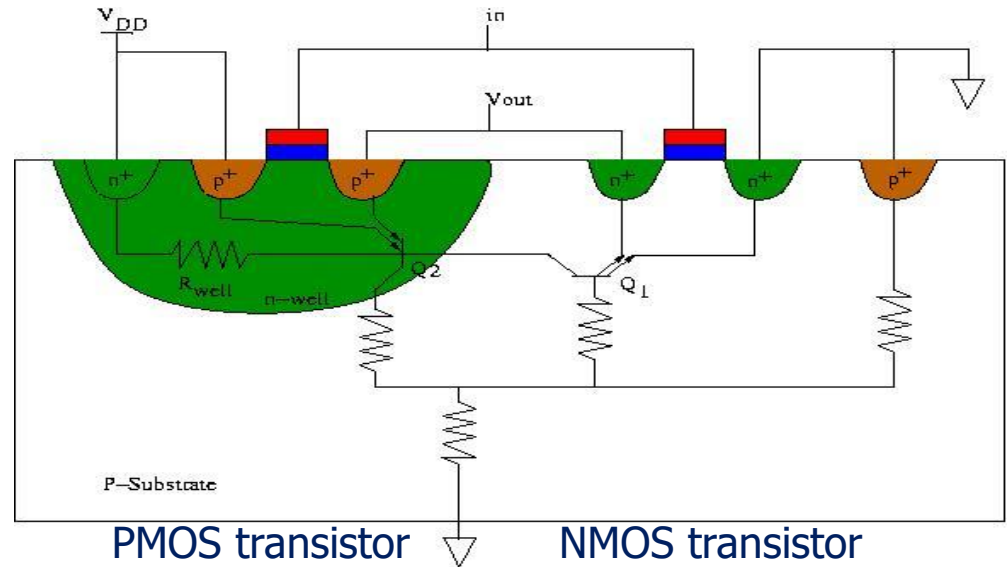 VDD
in
Vout
n+
p+
p+
n+
n+
p+
Rwell
Q2
Q1
n-well
P-Substrate
PMOS transistor
NMOS transistor